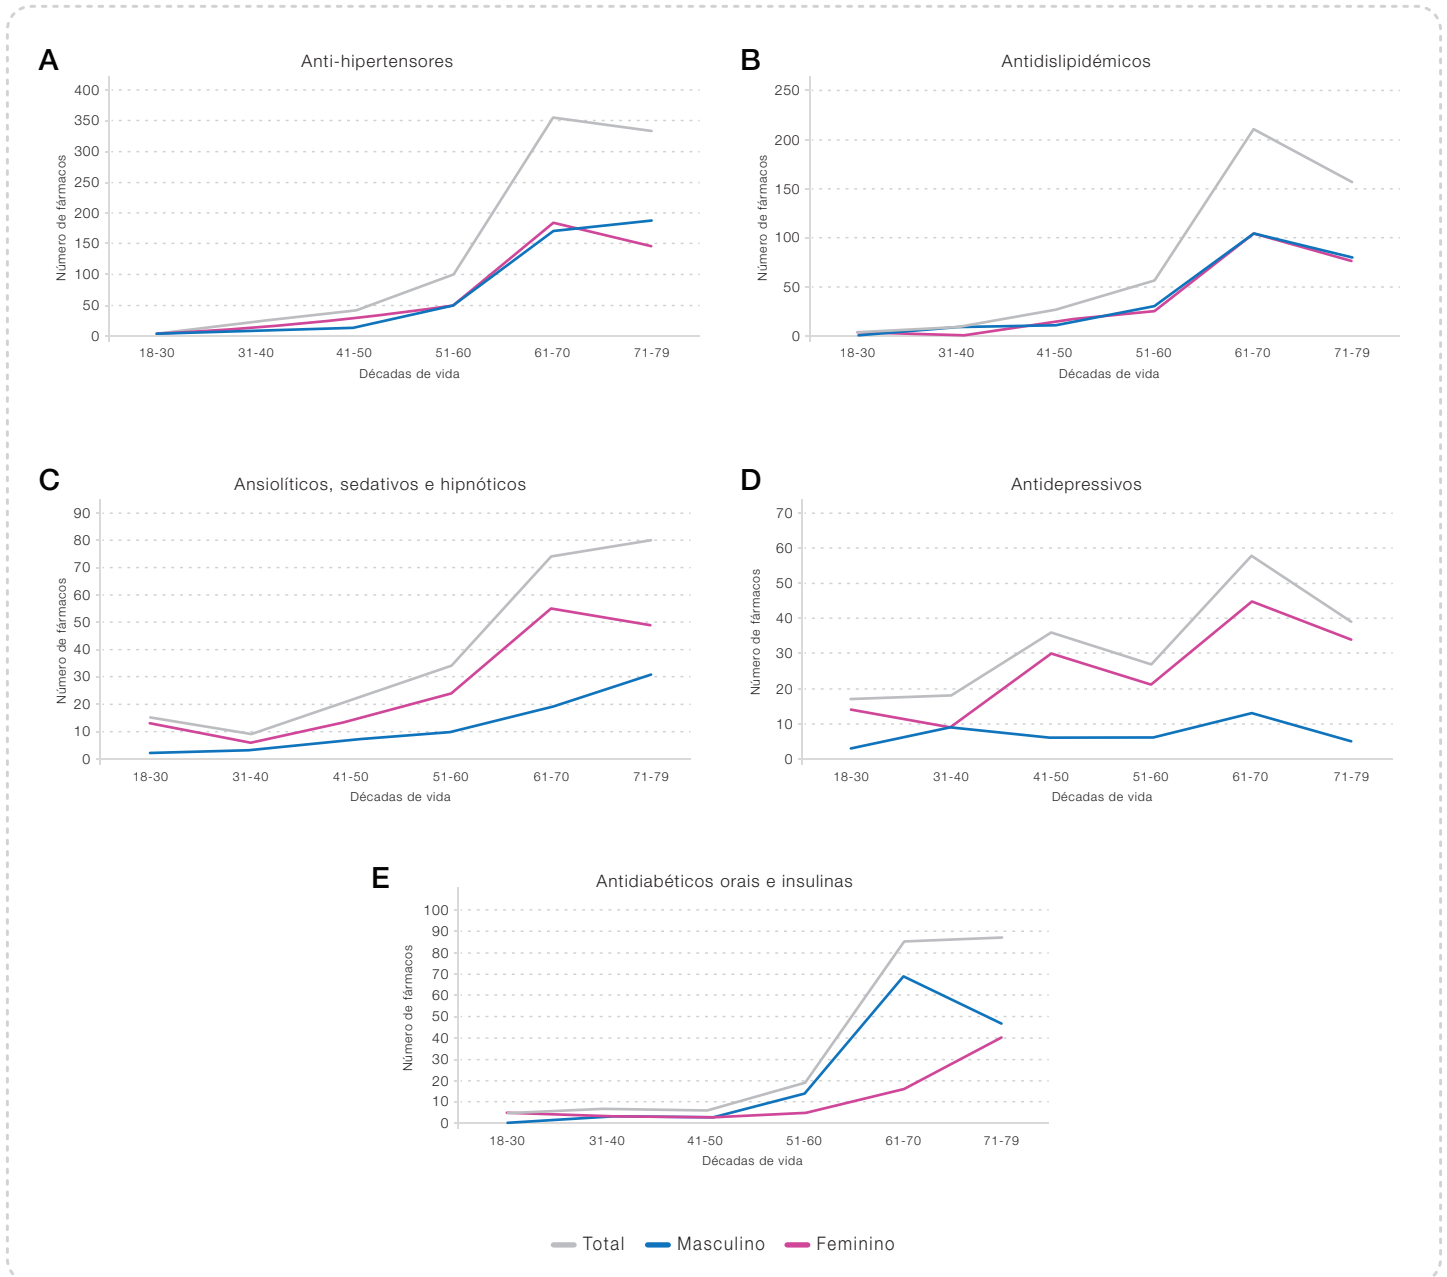 A
Anti-hipertensores
Número de fármacos
400
350
300
250
200
150
100
50
0
18-30 31-40 41-50 51-60 61-70 71-79
Décadas de vida
B
Antidislipidémicos
Número de fármacos
250
200
150
100
50
0
18-30 31-40 41-50 51-60 61-70 71-79
Décadas de vida
C
Ansiolíticos, sedativos e hipnóticos
Número de fármacos
90
80
70
60
50
40
30
20
10
0
18-30 31-40 41-50 51-60 61-70 71-79
Décadas de vida
D
Antidepressivos
Número de fármacos
70
60
50
40
30
20
10
0
18-30 31-40 41-50 51-60 61-70 71-79
Décadas de vida
E
Antidiabéticos orais e insulinas
Número de fármacos
100
90
80
70
60
50
40
30
20
10
0
18-30 31-40 41-50 51-60 61-70 71-79
Décadas de vida
Total Masculino Feminino